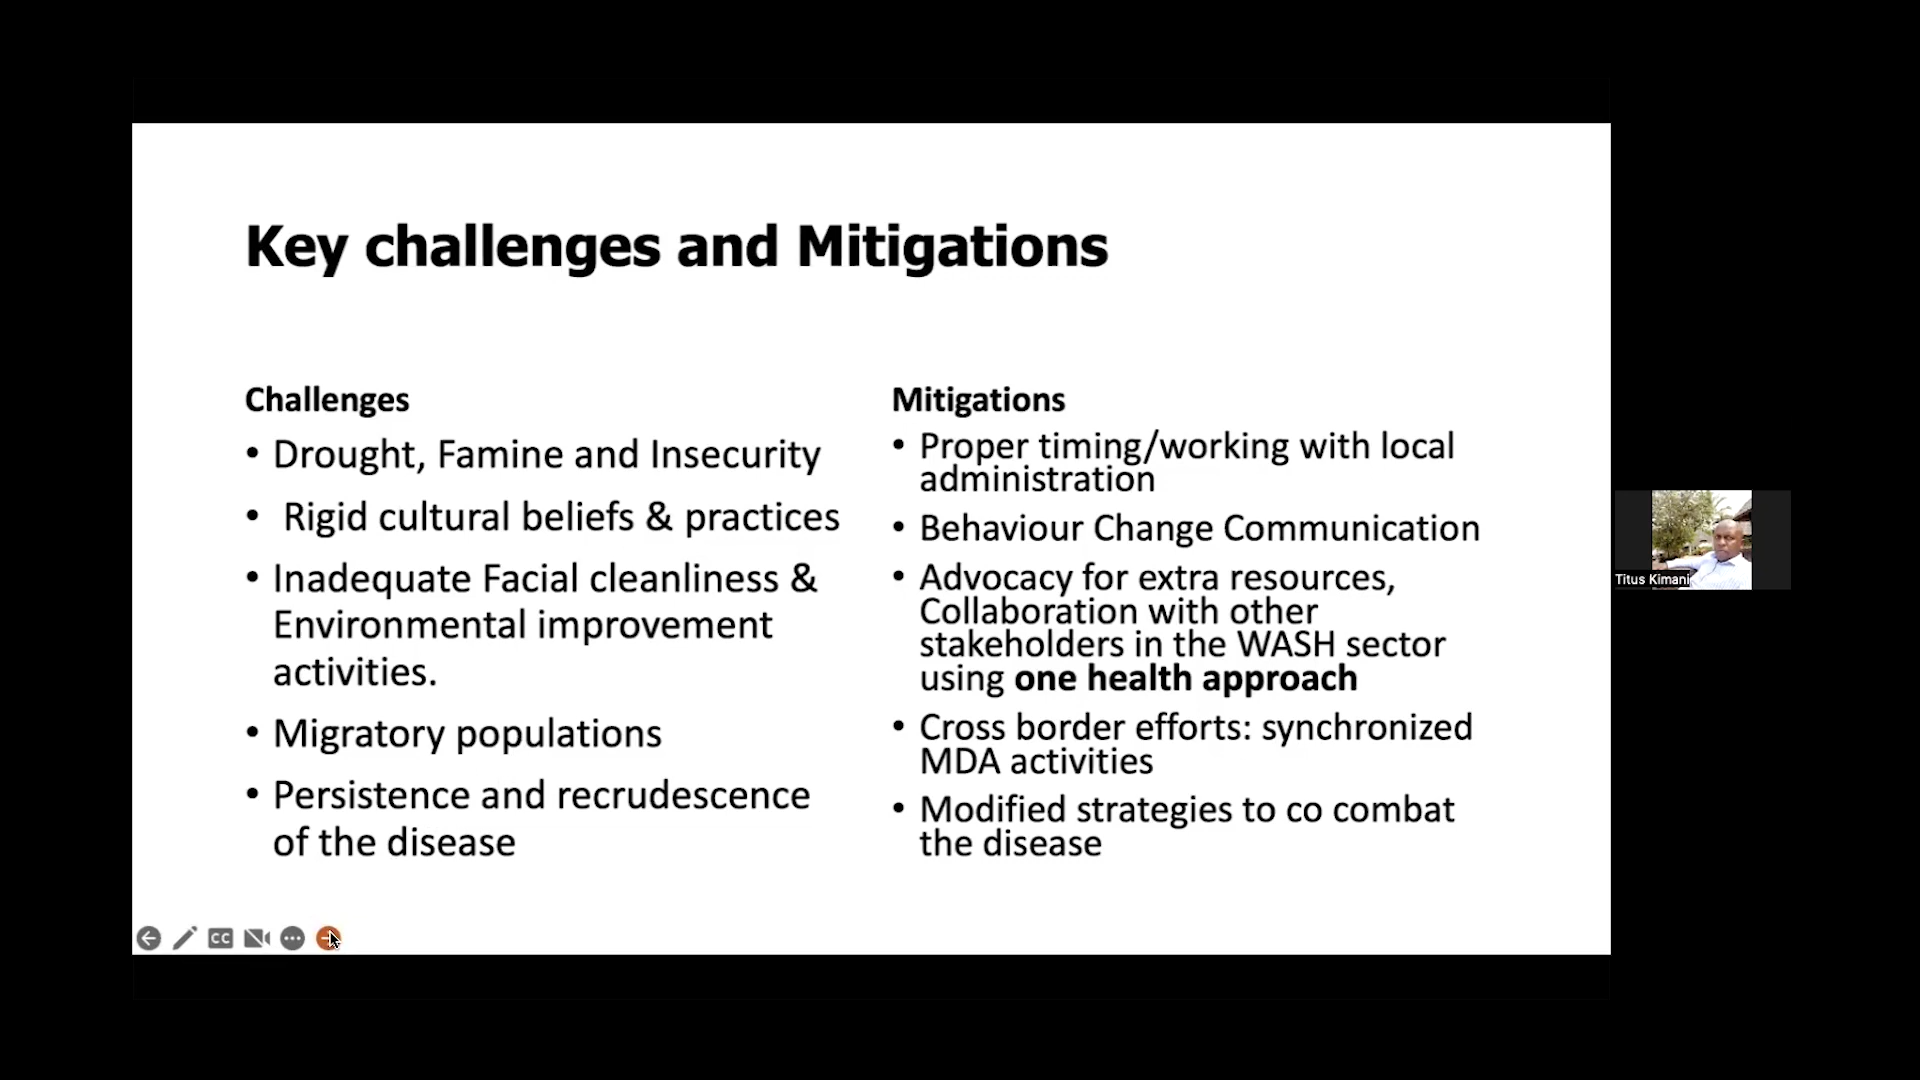 Key challenges and Mitigations
Challenges
• Drought, Famine and Insecurity
• Rigid cultural beliefs & practices
• Inadequate Facial cleanliness &
Environmental improvement
activities.
• Migratory populations
• Persistence and recrudescence
of the disease
Mitigations
• Proper timing/working with local
administration
• Behaviour Change Communication
• Advocacy for extra resources,
Collaboration with other
stakeholders in the WASH sector
using one health approach
• Cross border efforts: synchronized
MDA activities
• Modified strategies to co combat
the disease
Titus Kimani
CC